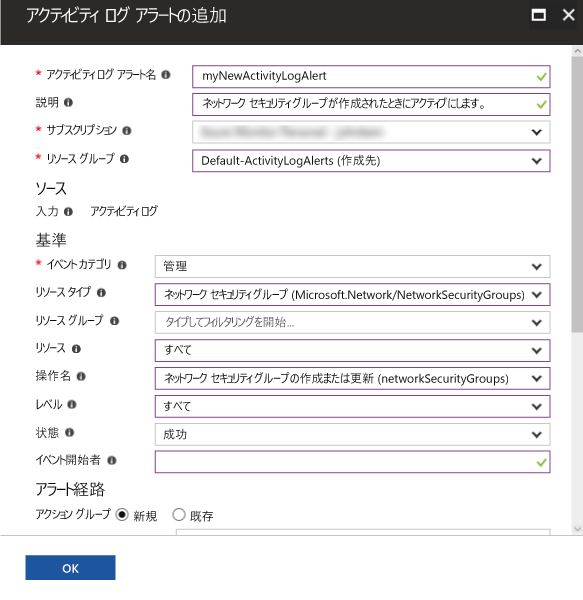 アクティビティ ログ アラートの追加
* アクティビティログ アラート名 myNewActivityLogAlert
説明 ネットワーク セキュリティグループが作成されたときにアクティブにします。
* サブスクリプション
* リソース グループ Default-ActivityLogAlerts (作成先)
ソース
入力 アクティビティログ
基準
* イベントカテゴリ 管理
リソースタイプ ネットワーク セキュリティグループ (Microsoft.Network/NetworkSecurityGroups)
リソース グループ タイプしてフィルタリングを開始...
リソース すべて
操作名 ネットワーク セキュリティグループの作成または更新 (networkSecurityGroups)
レベル すべて
状態 成功
イベント開始者
アラート経路
アクション グループ 新規 既存
OK